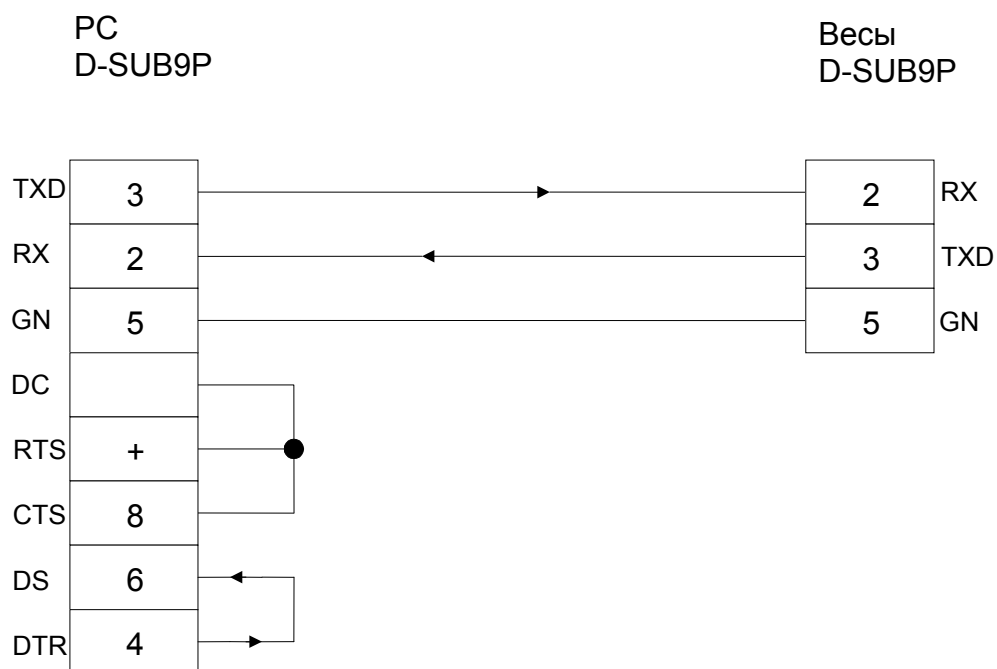 PC
D-SUB9P
Весы
D-SUB9P
TXD 3 2 RX
RX 2 3 TXD
GN 5 5 GN
DC
RTS +
CTS 8
DS 6
DTR 4